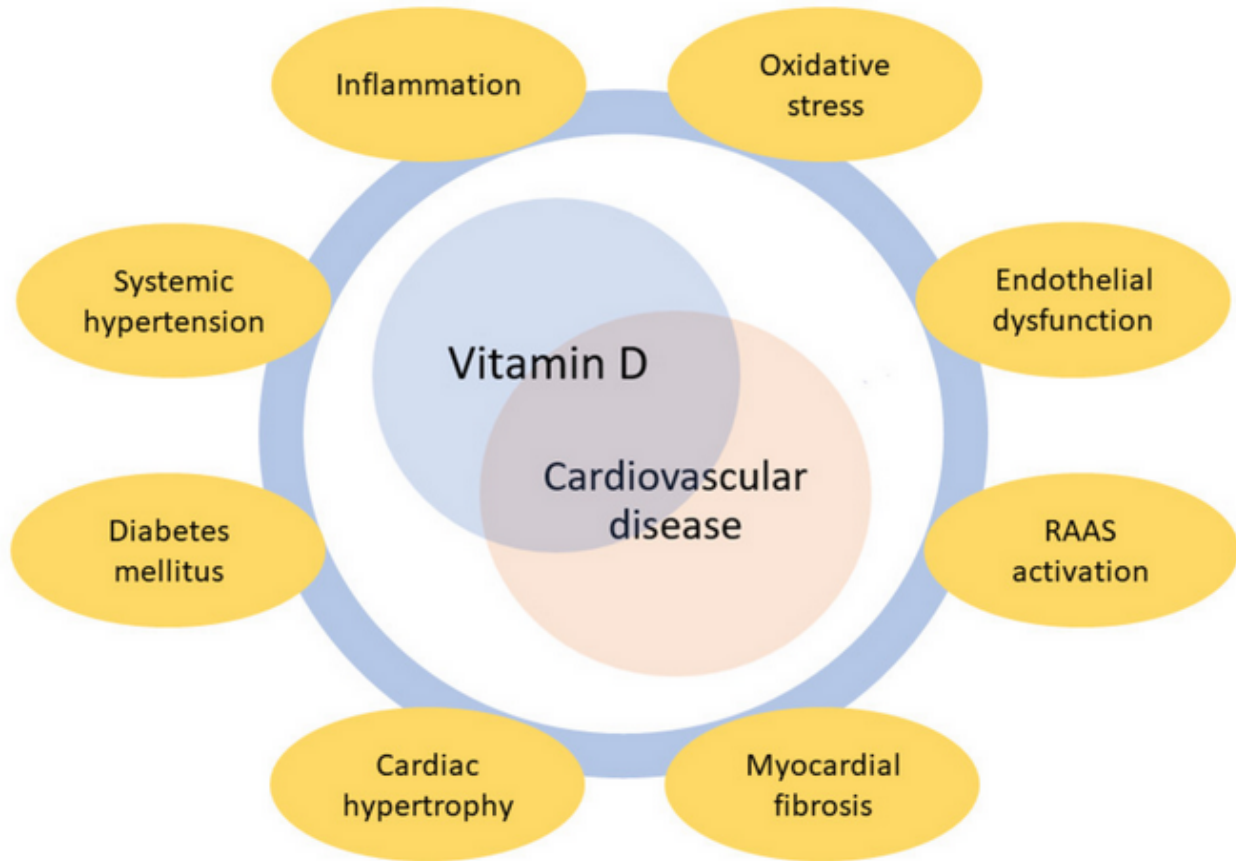 Inflammation
Oxidative
stress
Systemic
hypertension
Endothelial
dysfunction
Vitamin D
Cardiovascular
disease
Diabetes
mellitus
RAAS
activation
Cardiac
hypertrophy
Myocardial
fibrosis